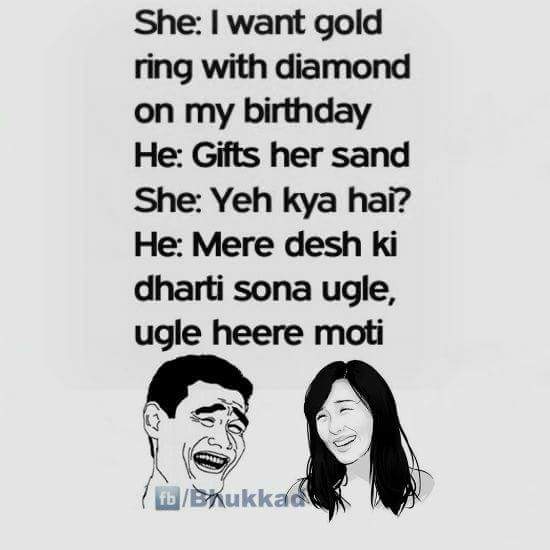 She: I want gold
ring with diamond
on my birthday
He: Gifts her sand
She: Yeh kya hai?
He: Mere desh ki
dharti sona ugle,
ugle heere moti
fb/Bhukkad